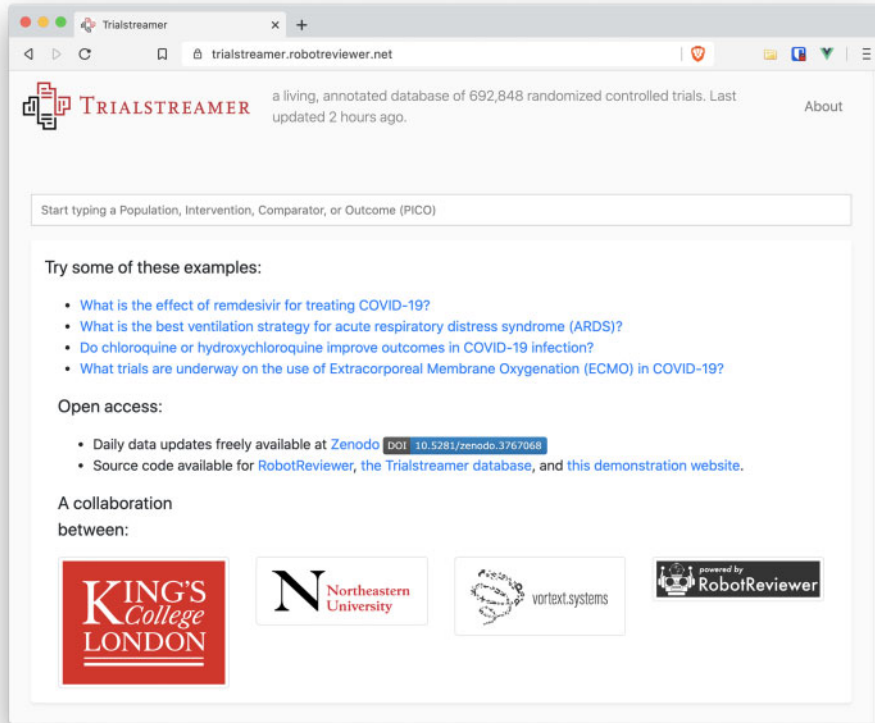 Trialstreamer
trialstreamer.robotreviewer.net
TRIALSTREAMER
a living, annotated database of 692,848 randomized controlled trials. Last
updated 2 hours ago.
About
Start typing a Population, Intervention, Comparator, or Outcome (PICO)
Try some of these examples:
• What is the effect of remdesivir for treating COVID-19?
• What is the best ventilation strategy for acute respiratory distress syndrome (ARDS)?
• Do chloroquine or hydroxychloroquine improve outcomes in COVID-19 infection?
• What trials are underway on the use of Extracorporeal Membrane Oxygenation (ECMO) in COVID-19?
Open access:
• Daily data updates freely available at Zenodo DOI 10.5281/zenodo.3767068
• Source code available for RobotReviewer, the Trialstreamer database, and this demonstration website.
A collaboration
between:
KING'S
College
LONDON
N Northeastern
University
vortext.systems
powered by
RobotReviewer